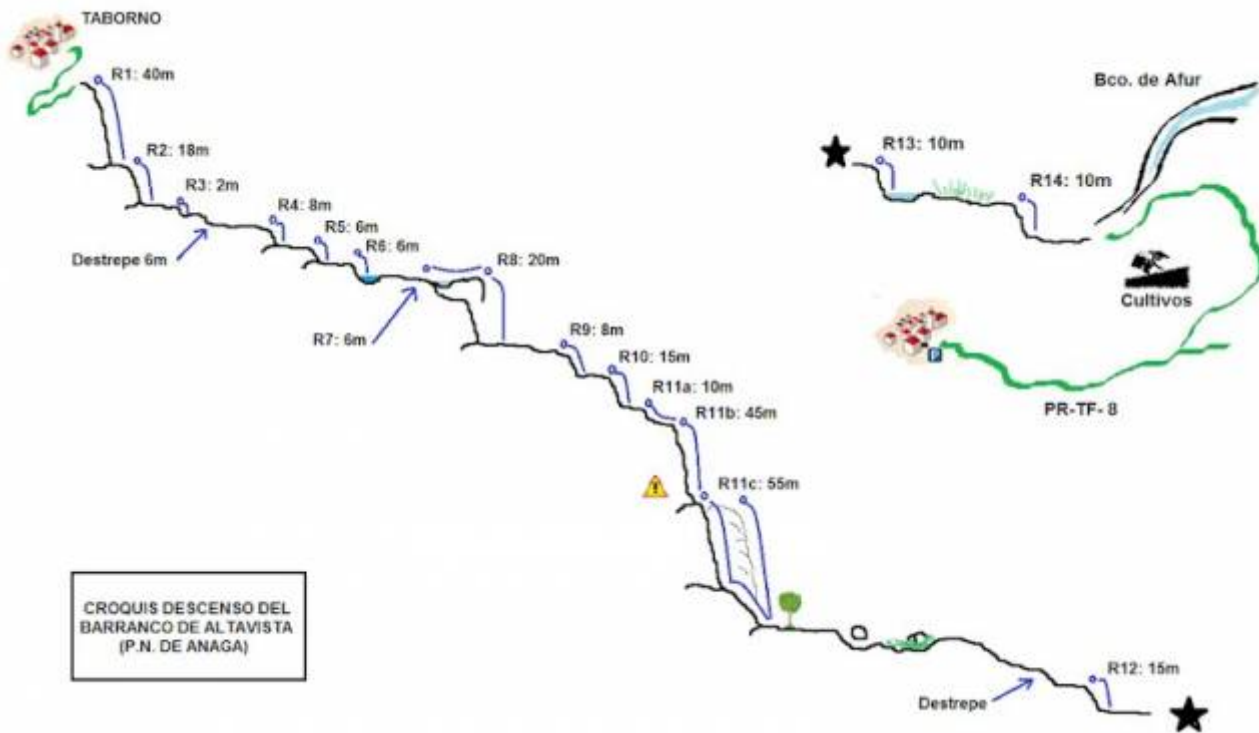 TABORNO
R1: 40m
R2: 18m
R3: 2m
Destrepe 6m
R4: 8m
R5: 6m
R6: 6m
R7: 6m
R8: 20m
R9: 8m
R10: 15m
R11a: 10m
R11b: 45m
R11c: 55m
Destrepe
R12: 15m
R13: 10m
R14: 10m
Bco. de Afur
Cultivos
P
PR-TF- 8
CROQUIS DESCENSO DEL
BARRANCO DE ALTAVISTA
(P.N. DE ANAGA)